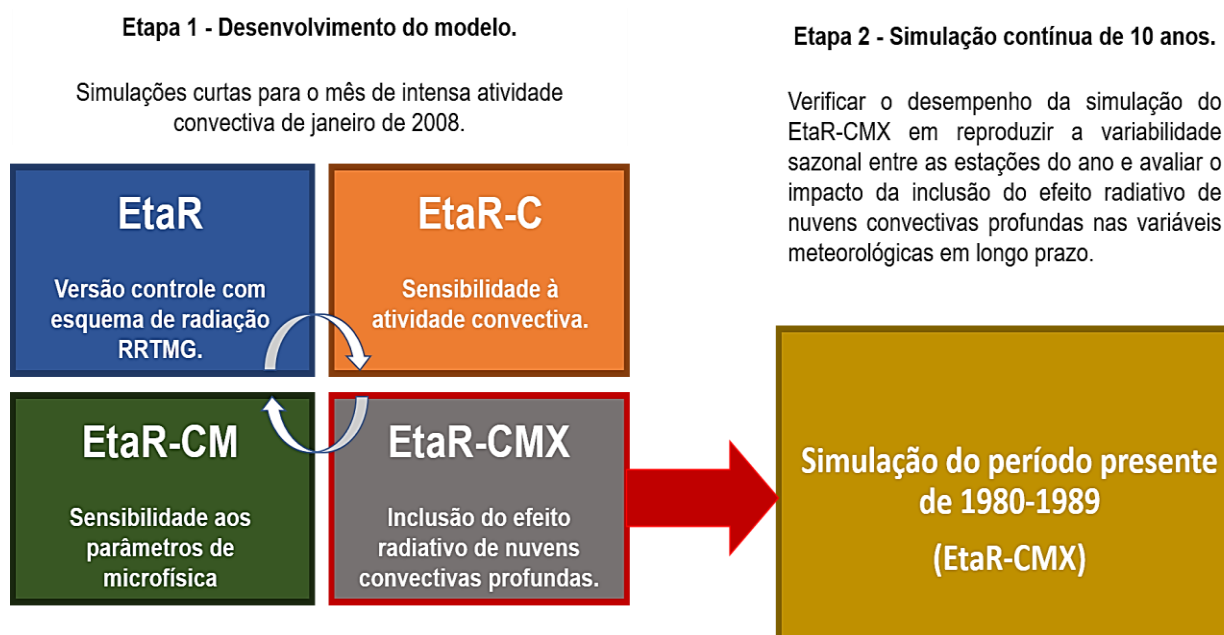 Etapa 1 - Desenvolvimento do modelo.
Simulações curtas para o mês de intensa atividade
convectiva de janeiro de 2008.
EtaR
Versão controle com
esquema de radiação
RRTMG.
EtaR-C
Sensibilidade à
atividade convectiva.
EtaR-CM
Sensibilidade aos
parâmetros de
microfísica
EtaR-CMX
Inclusão do efeito
radiativo de nuvens
convectivas profundas.
Etapa 2 - Simulação contínua de 10 anos.
Verificar o desempenho da simulação do
EtaR-CMX em reproduzir a variabilidade
sazonal entre as estações do ano e avaliar o
impacto da inclusão do efeito radiativo de
nuvens convectivas profundas nas variáveis
meteorológicas em longo prazo.
Simulação do período presente
de 1980-1989
(EtaR-CMX)